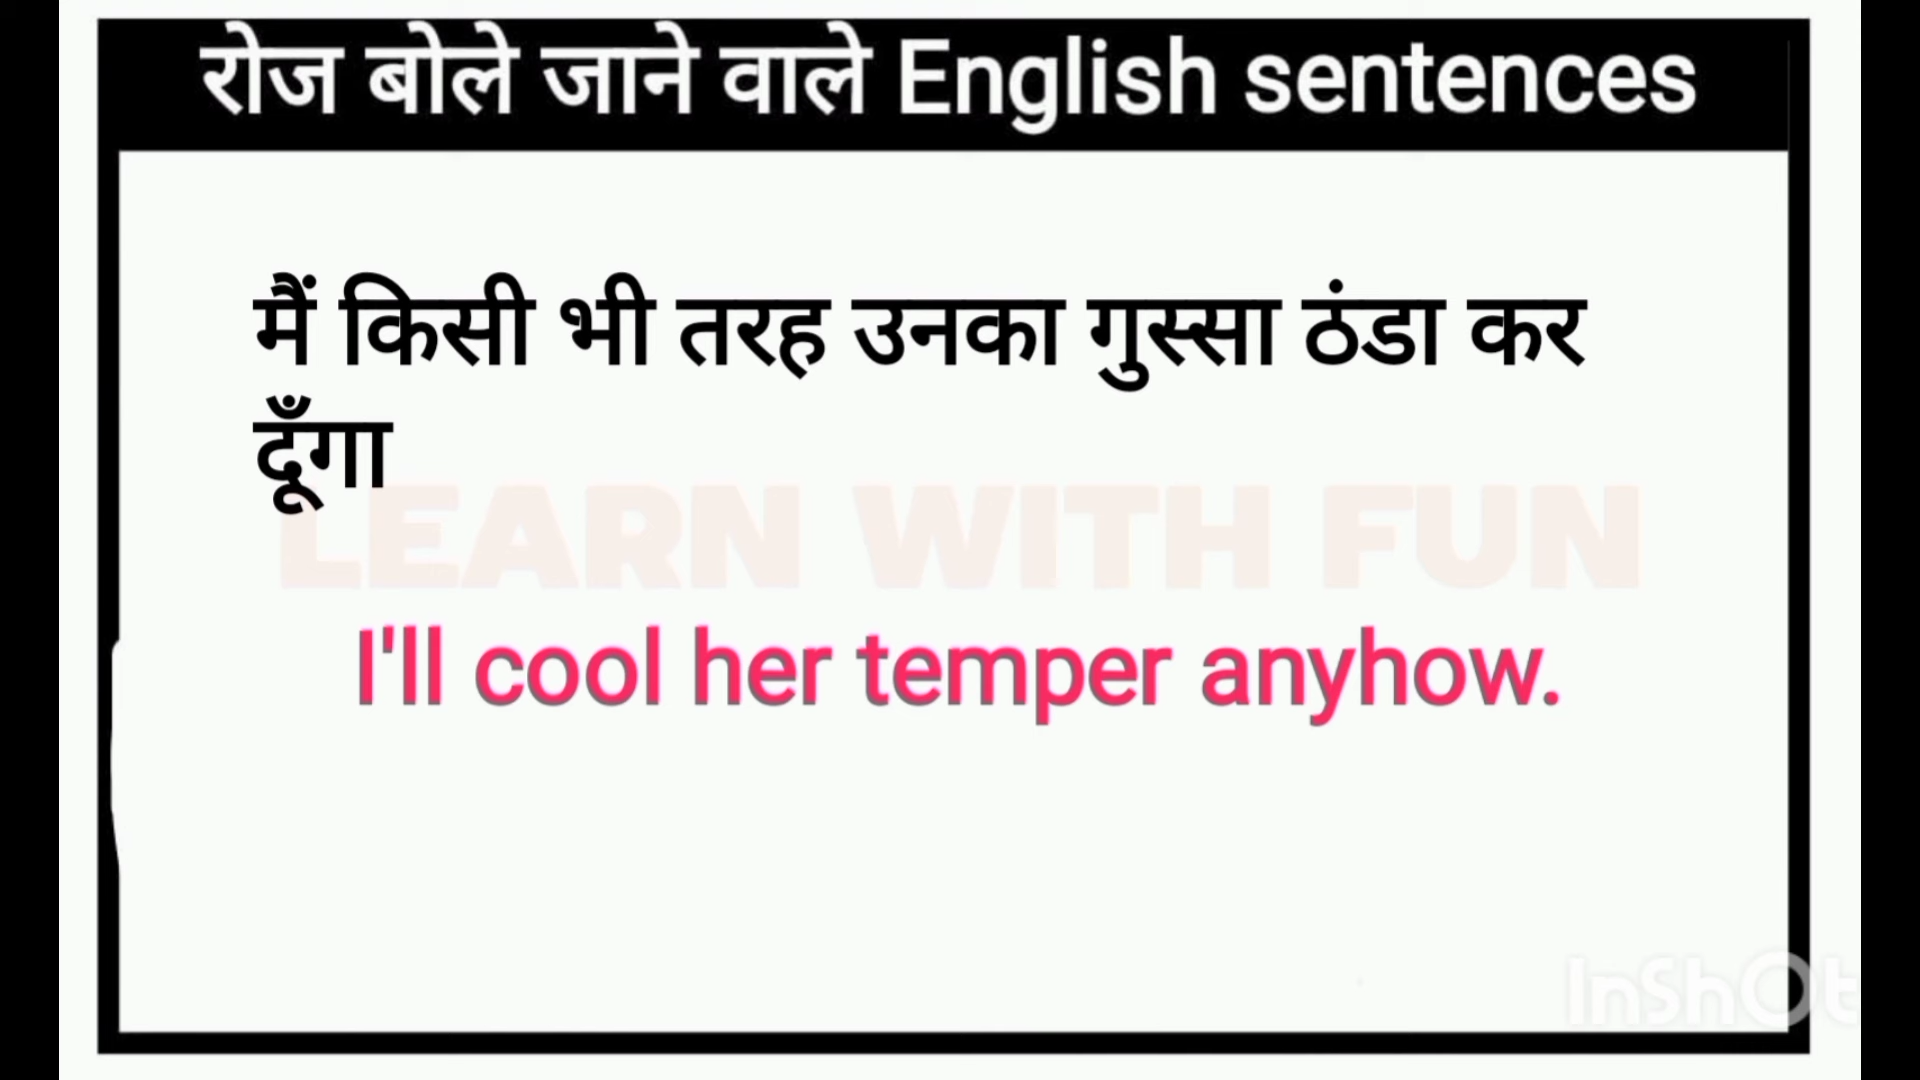 रोज बोले जाने वाले English sentences
मैं किसी भी तरह उनका गुस्सा ठंडा कर
दूँगा
LEARN WITH FUN
I'll cool her temper anyhow.
InShOt